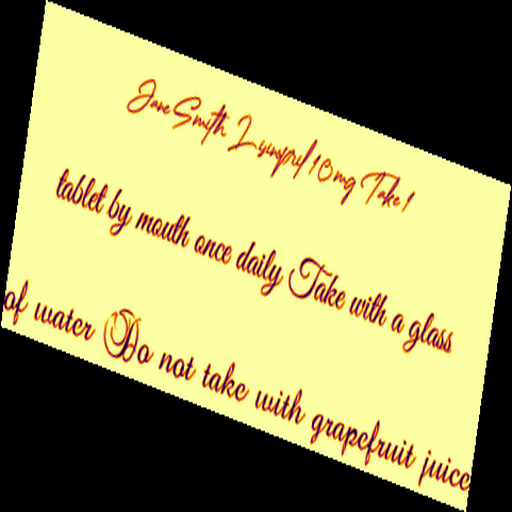 Jane Smith 10mg Take 1
tablet by mouth once daily Take with a glass
of water Do not take with grapefruit juice